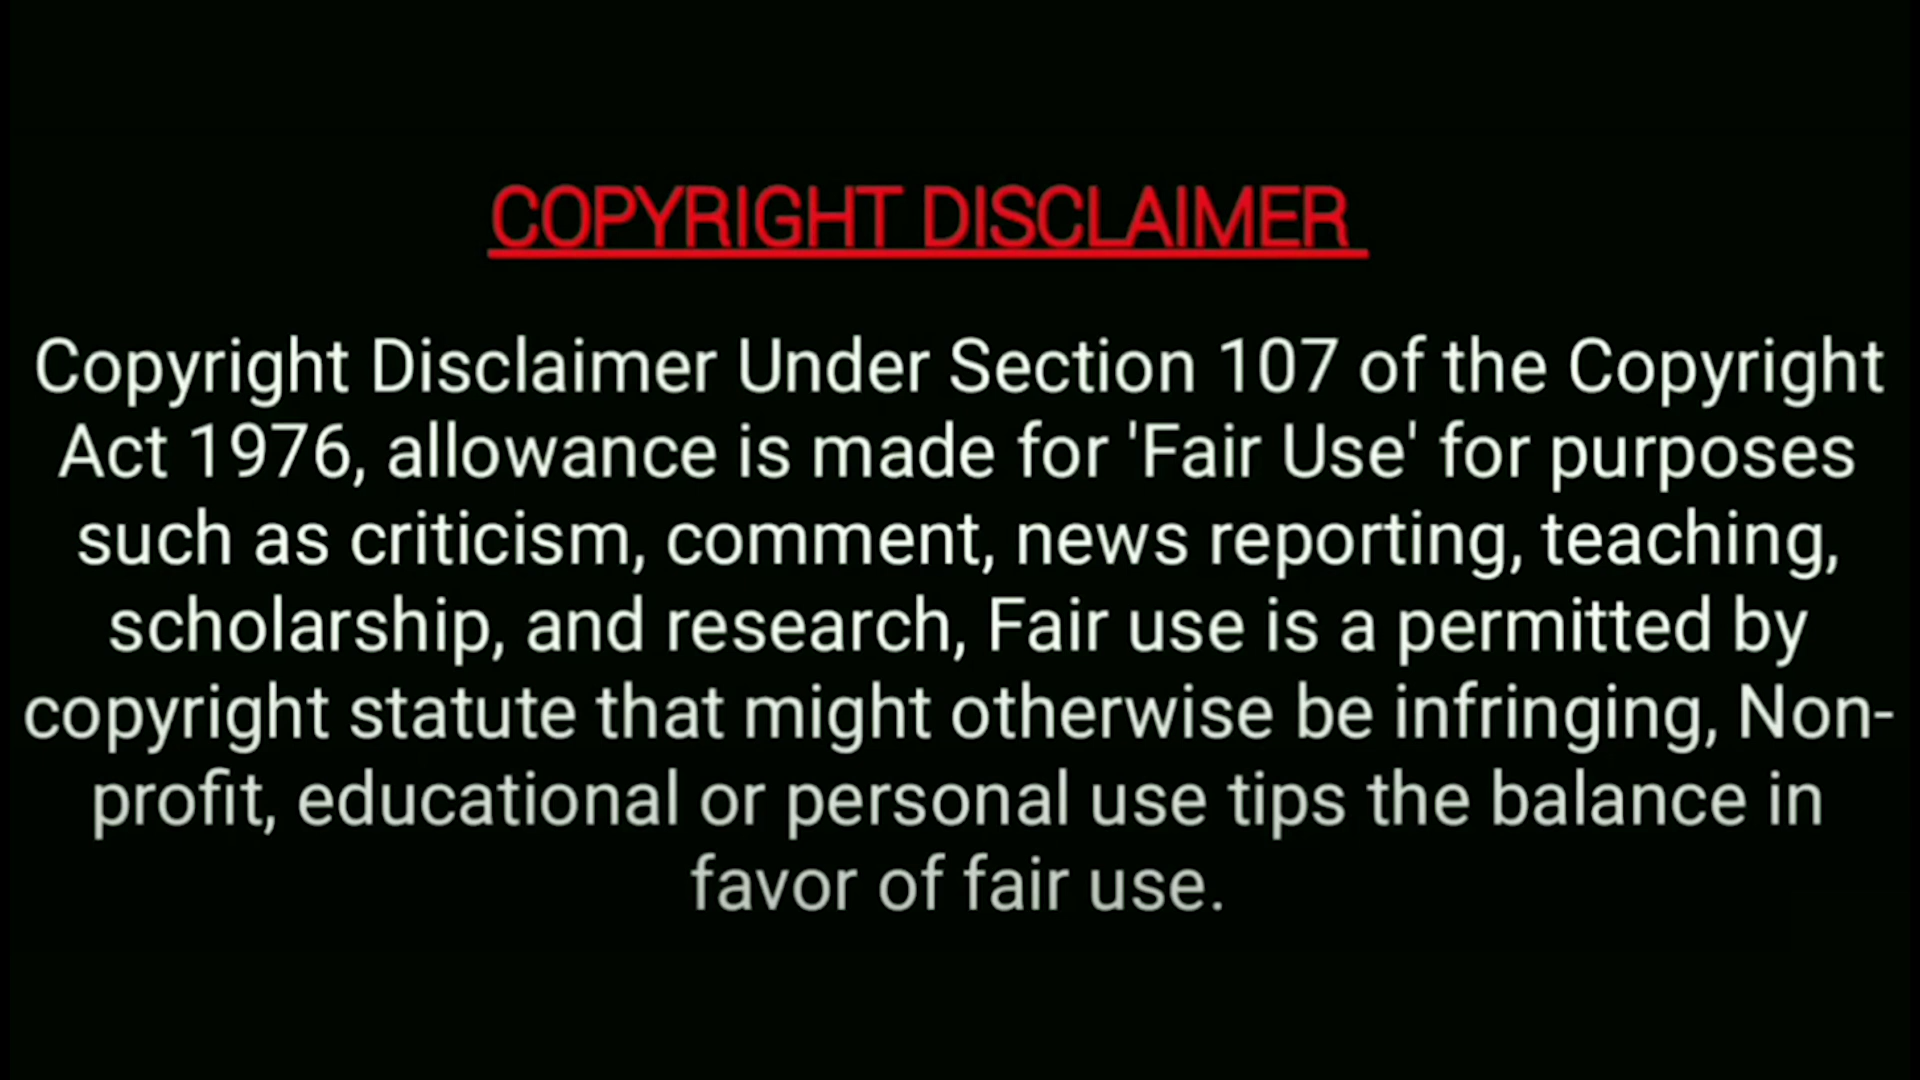 COPYRIGHT DISCLAIMER
Copyright Disclaimer Under Section 107 of the Copyright
Act 1976, allowance is made for 'Fair Use' for purposes
such as criticism, comment, news reporting, teaching,
scholarship, and research, Fair use is a permitted by
copyright statute that might otherwise be infringing, Non-
profit, educational or personal use tips the balance in
favor of fair use.